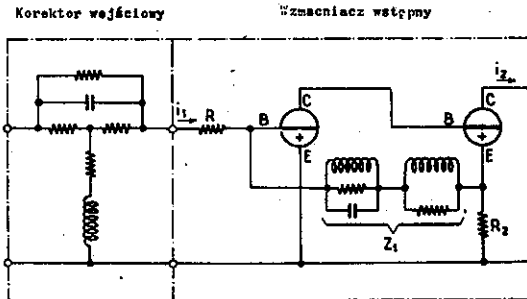 Korektor wejściowy
Wzmacniacz wstępny
i₁
R
B
C
E
B
i₂
C
E
R₂
Z₁